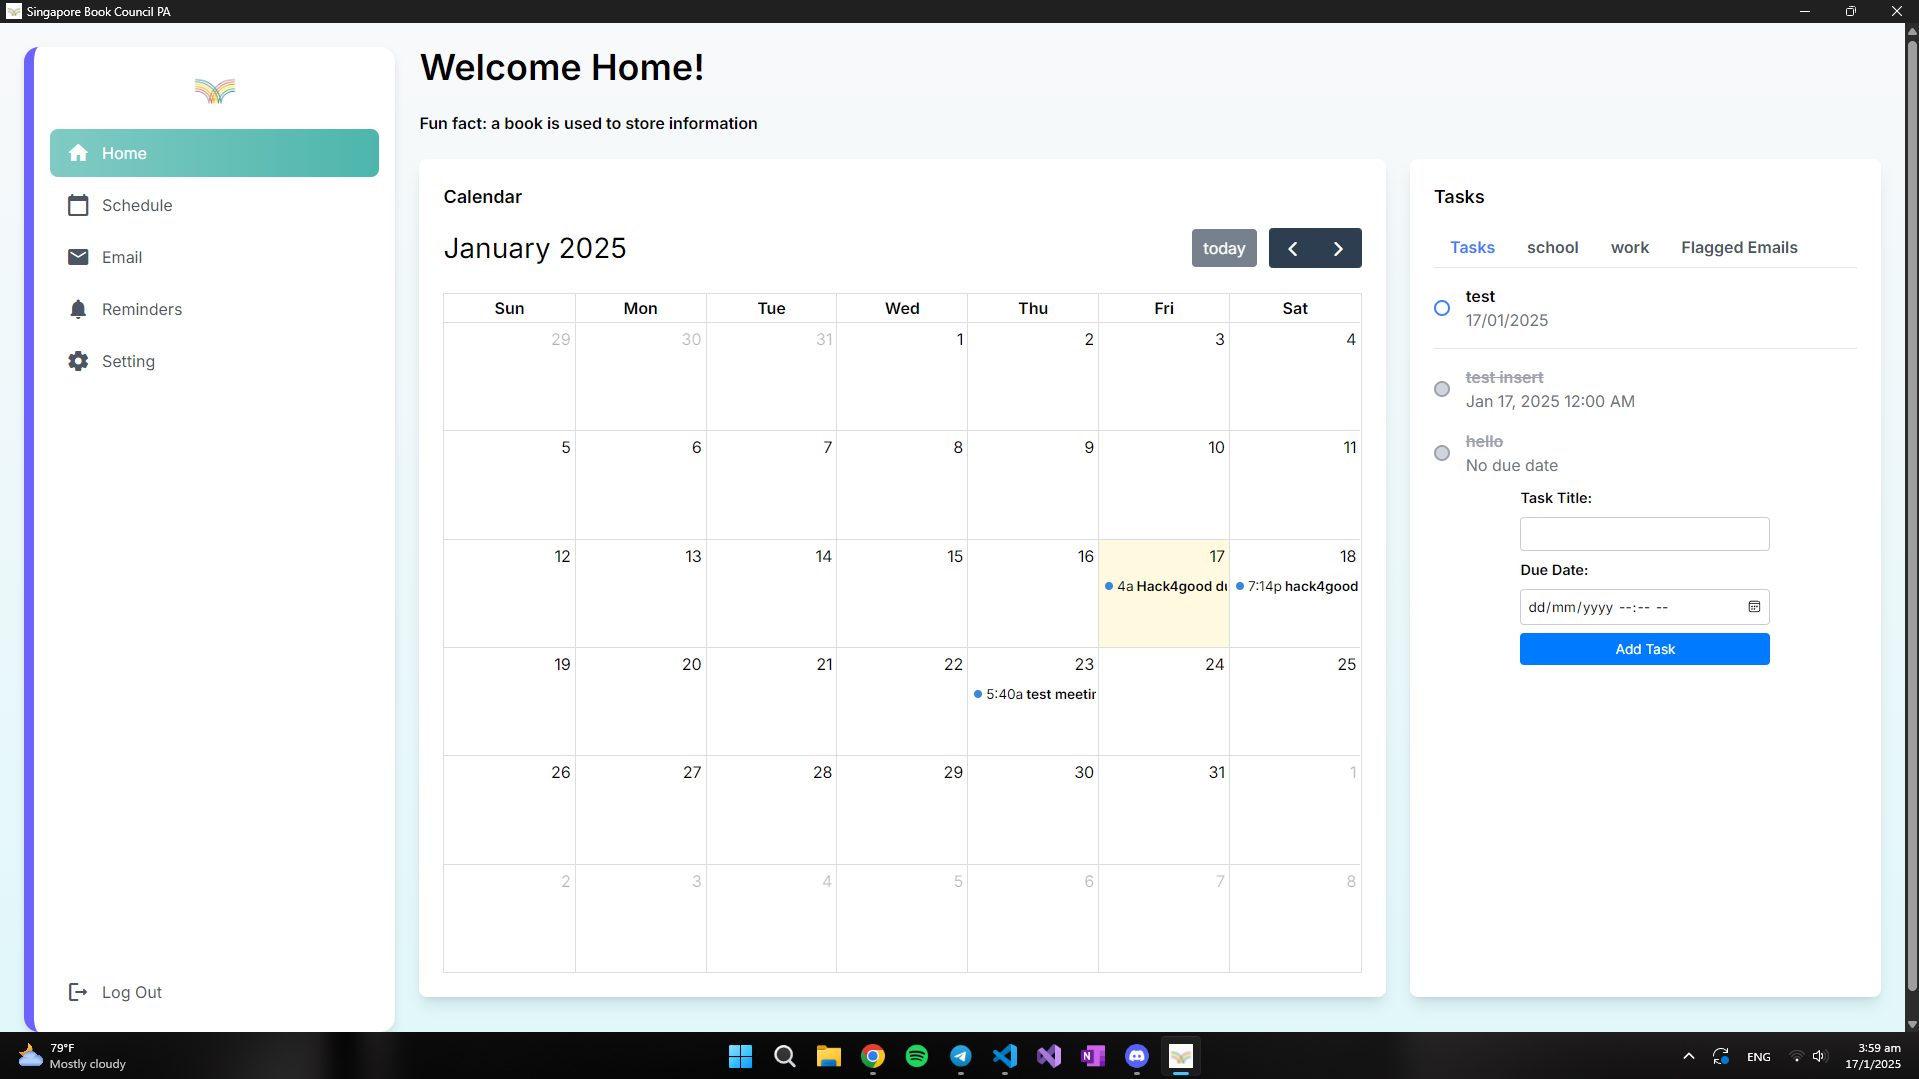 Singapore Book Council PA
Home
Schedule
Email
Reminders
Setting
Log Out
Welcome Home!
Fun fact: a book is used to store information
Calendar
January 2025
today
Sun Mon Tue Wed Thu Fri Sat
29 30 31 1 2 3 4
5 6 7 8 9 10 11
12 13 14 15 16 17 18
4a Hack4good du 7:14p hack4good
19 20 21 22 23 24 25
5:40a test meetin
26 27 28 29 30 31 1
2 3 4 5 6 7 8
Tasks
Tasks school work Flagged Emails
test
17/01/2025
test insert
Jan 17, 2025 12:00 AM
hello
No due date
Task Title:
Due Date:
dd/mm/yyyy --:-- --
Add Task
79°F
Mostly cloudy
ENG
3:59 am
17/1/2025